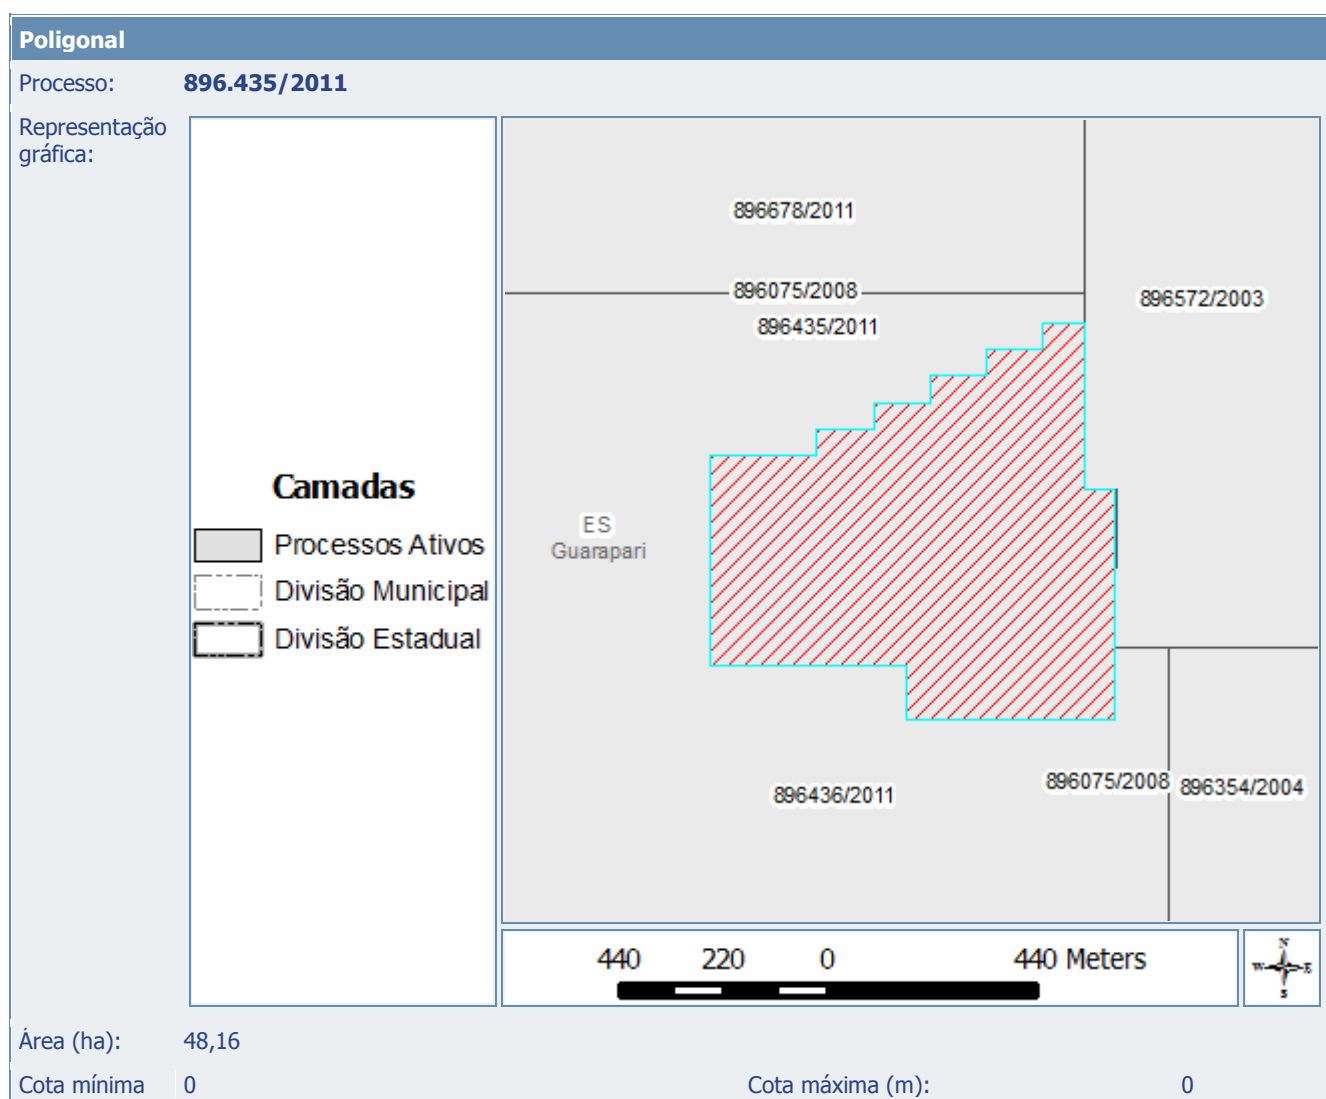 Poligonal
Processo: 896.435/2011
Representação
gráfica:
896678/2011
896075/2008
896572/2003
896435/2011
Camadas
Processos Ativos
Divisão Municipal
Divisão Estadual
ES
Guarapari
896436/2011
896075/2008
896354/2004
440 220 0 440 Meters
N
W E
S
Área (ha): 48,16
Cota mínima 0 Cota máxima (m): 0